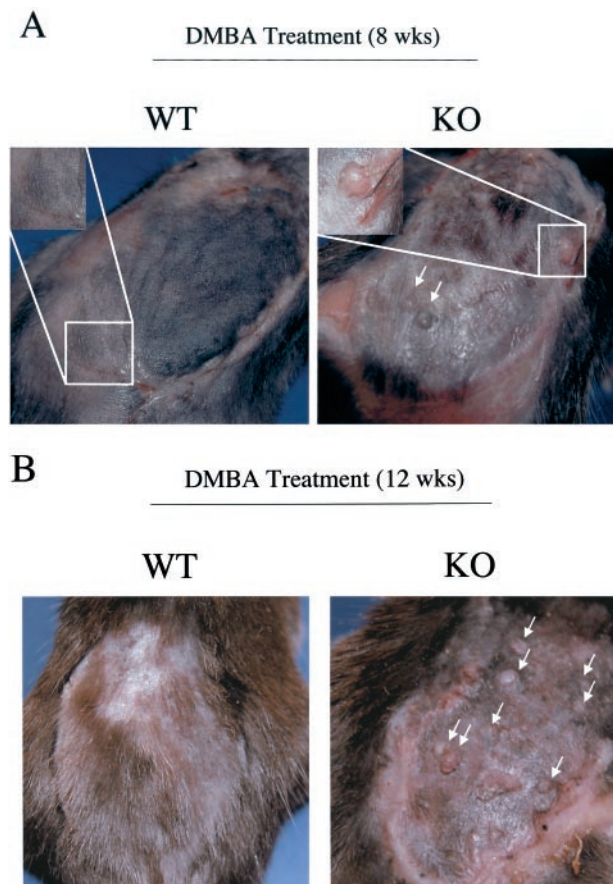 A
DMBA Treatment (8 wks)
WT KO
B
DMBA Treatment (12 wks)
WT KO